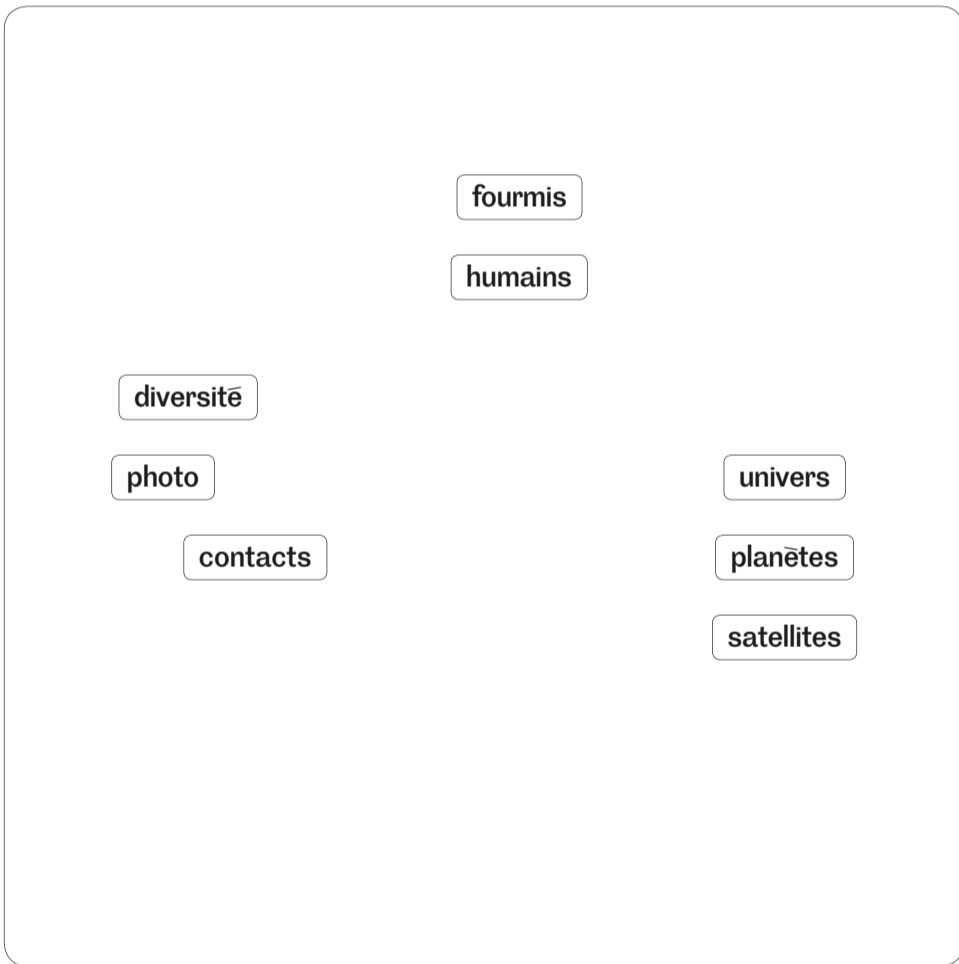 fourmis
humains
diversité
photo
univers
contacts
planètes
satellites